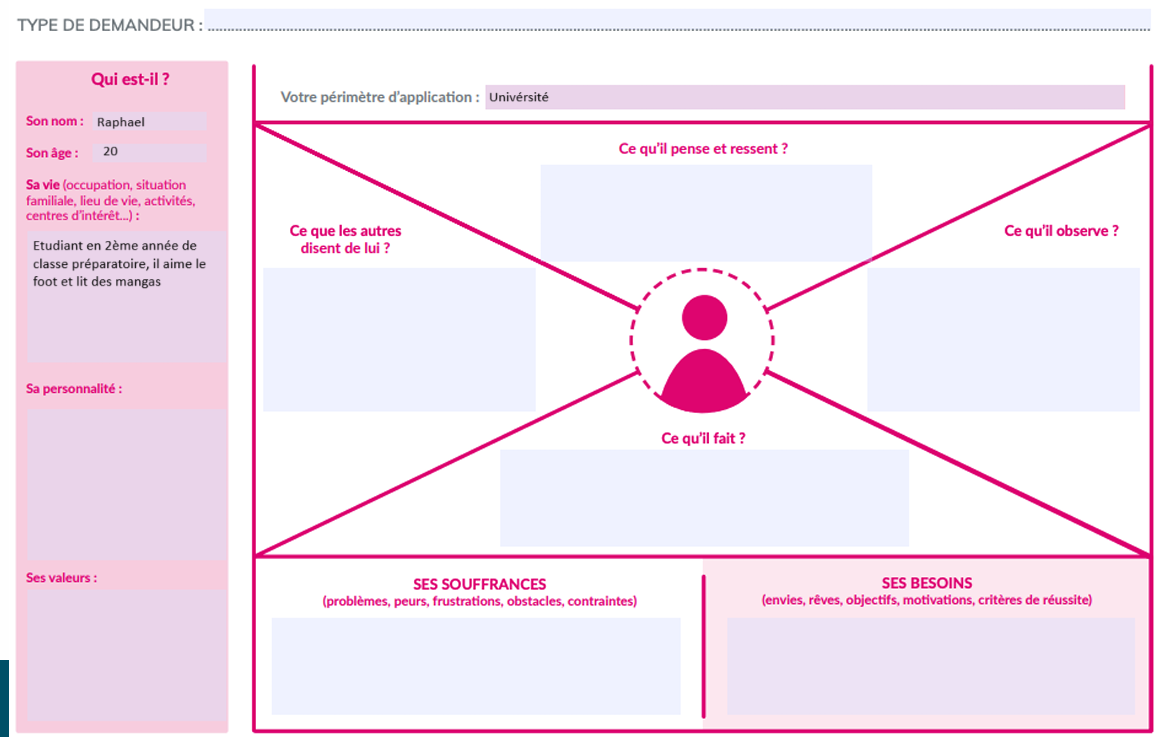 TYPE DE DEMANDEUR :
Qui est-il ?
Son nom : Raphael
Son âge : 20
Sa vie (occupation, situation
familiale, lieu de vie, activités,
centres d'intérêt...) :
Etudiant en 2ème année de
classe préparatoire, il aime le
foot et lit des mangas
Sa personnalité :
Ses valeurs :
Votre périmètre d'application : Univérsité
Ce qu'il pense et ressent ?
Ce que les autres
disent de lui ?
Ce qu'il observe ?
Ce qu'il fait ?
SES SOUFFRANCES
(problèmes, peurs, frustrations, obstacles, contraintes)
SES BESOINS
(envies, rêves, objectifs, motivations, critères de réussite)